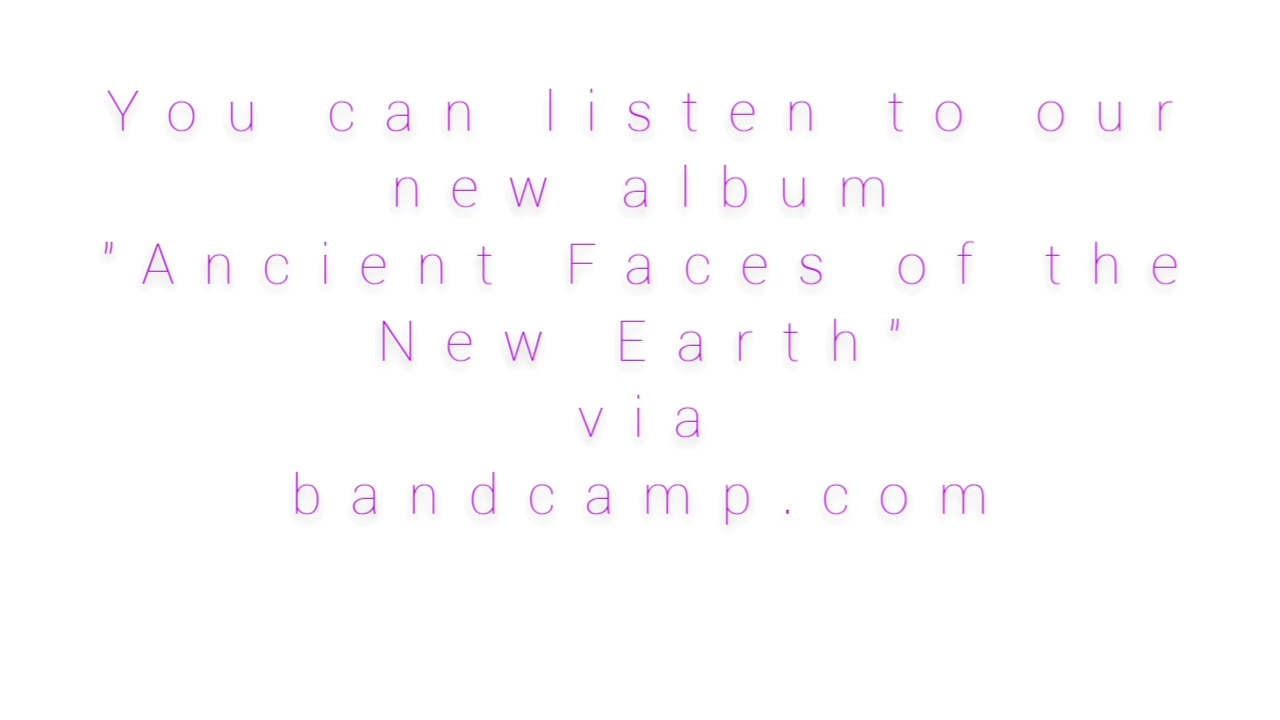 You can listen to our
new album
"Ancient Faces of the
New Earth"
via
bandcamp.com